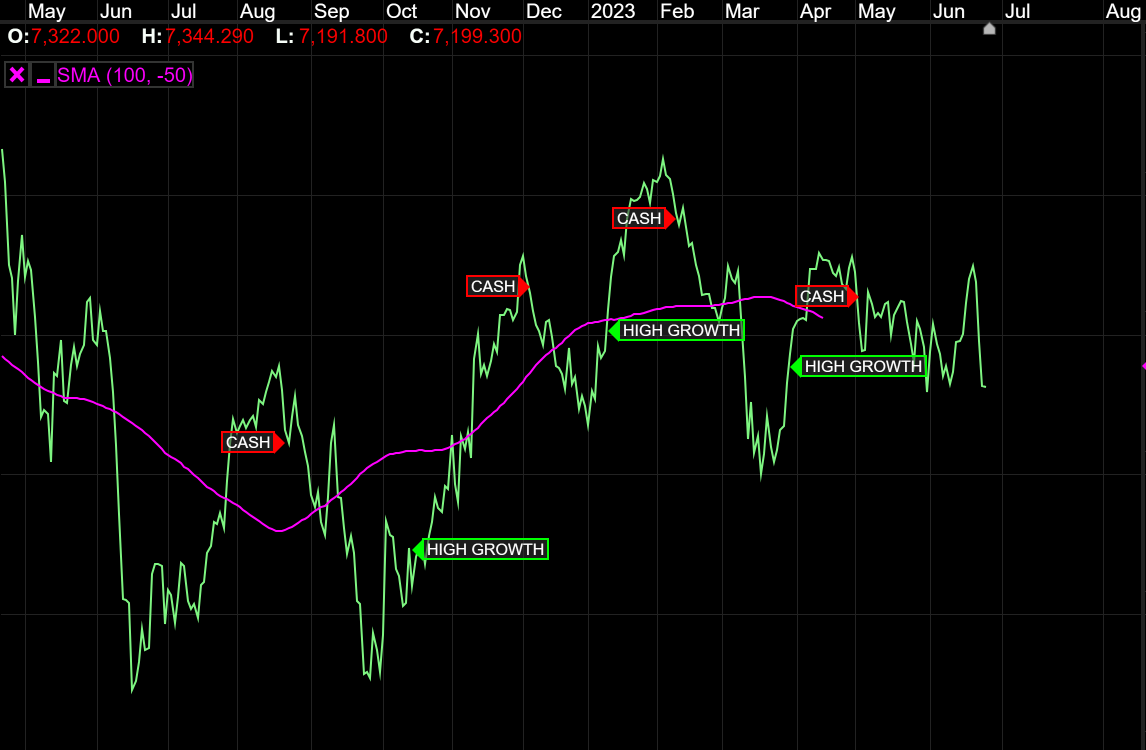 May Jun Jul Aug Sep Oct Nov Dec 2023 Feb Mar Apr May Jun Jul Aug
O:7,322.000 H:7,344.290 L:7,191.800 C:7,199.300
SMA (100, -50)
CASH
CASH
CASH
HIGH GROWTH
CASH
HIGH GROWTH
CASH
HIGH GROWTH